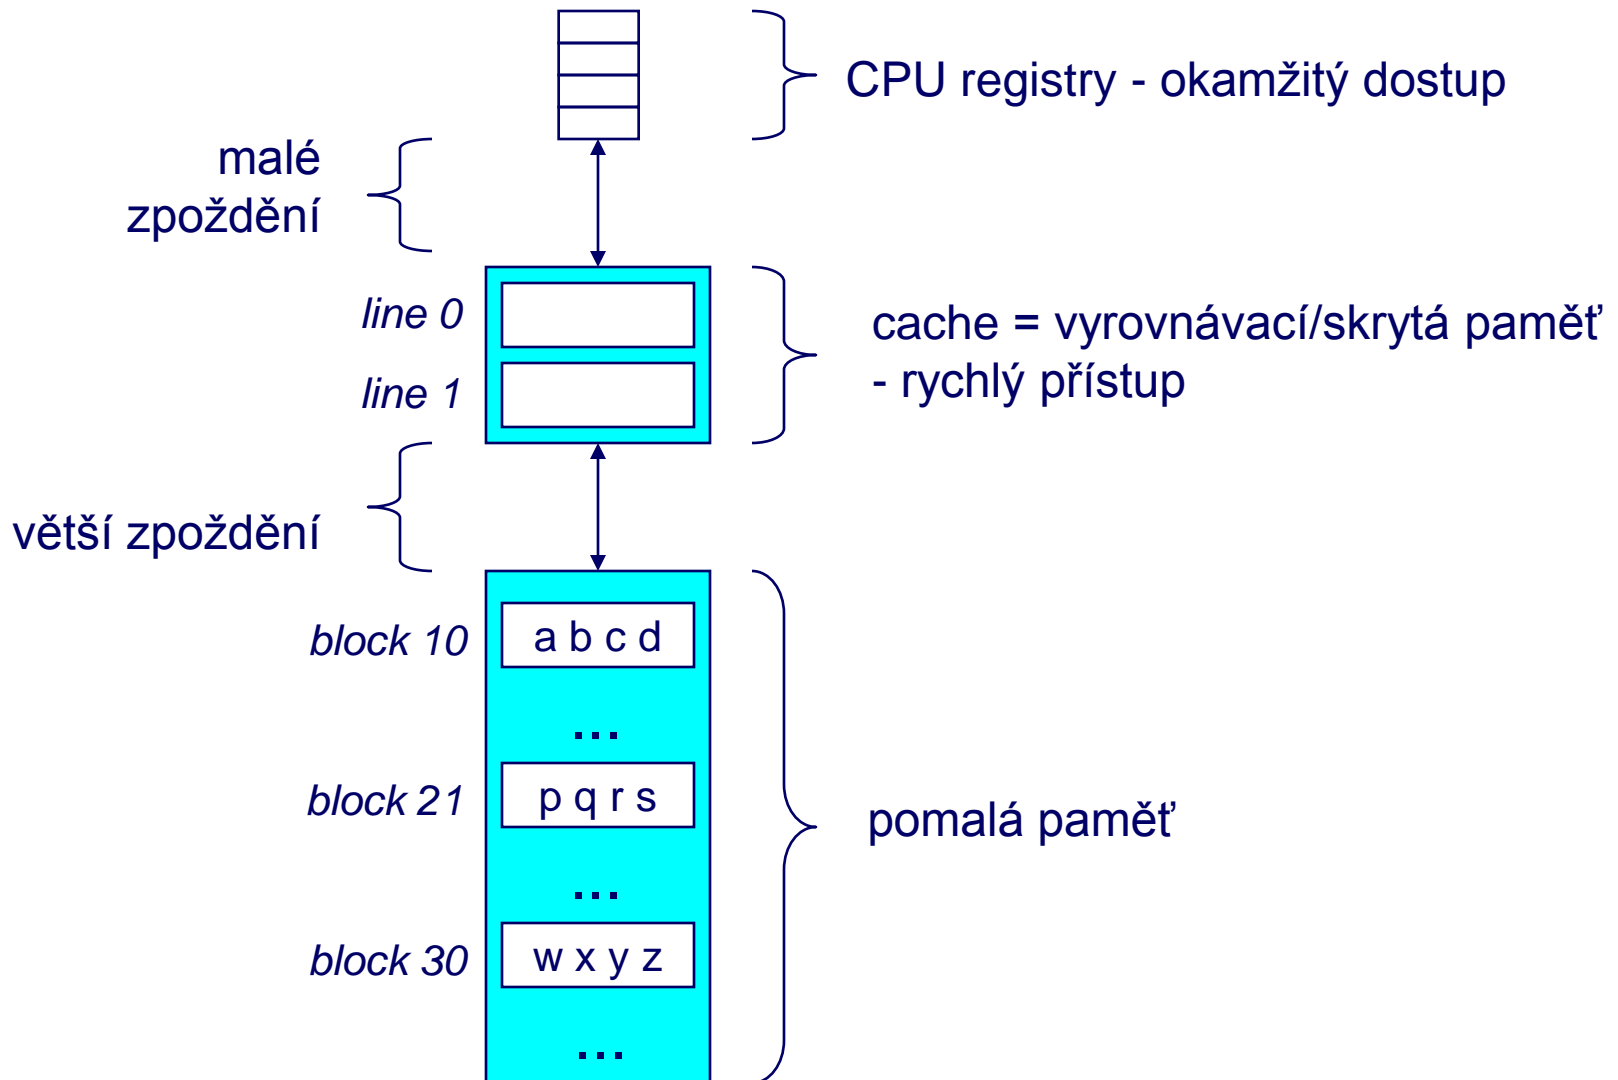 CPU registry - okamžitý dostup
malé
zpoždění
line 0
line 1
cache = vyrovnávací/skrytá paměť
- rychlý přístup
větší zpoždění
block 10
a b c d
...
block 21
p q r s
pomalá paměť
...
block 30
w x y z
...